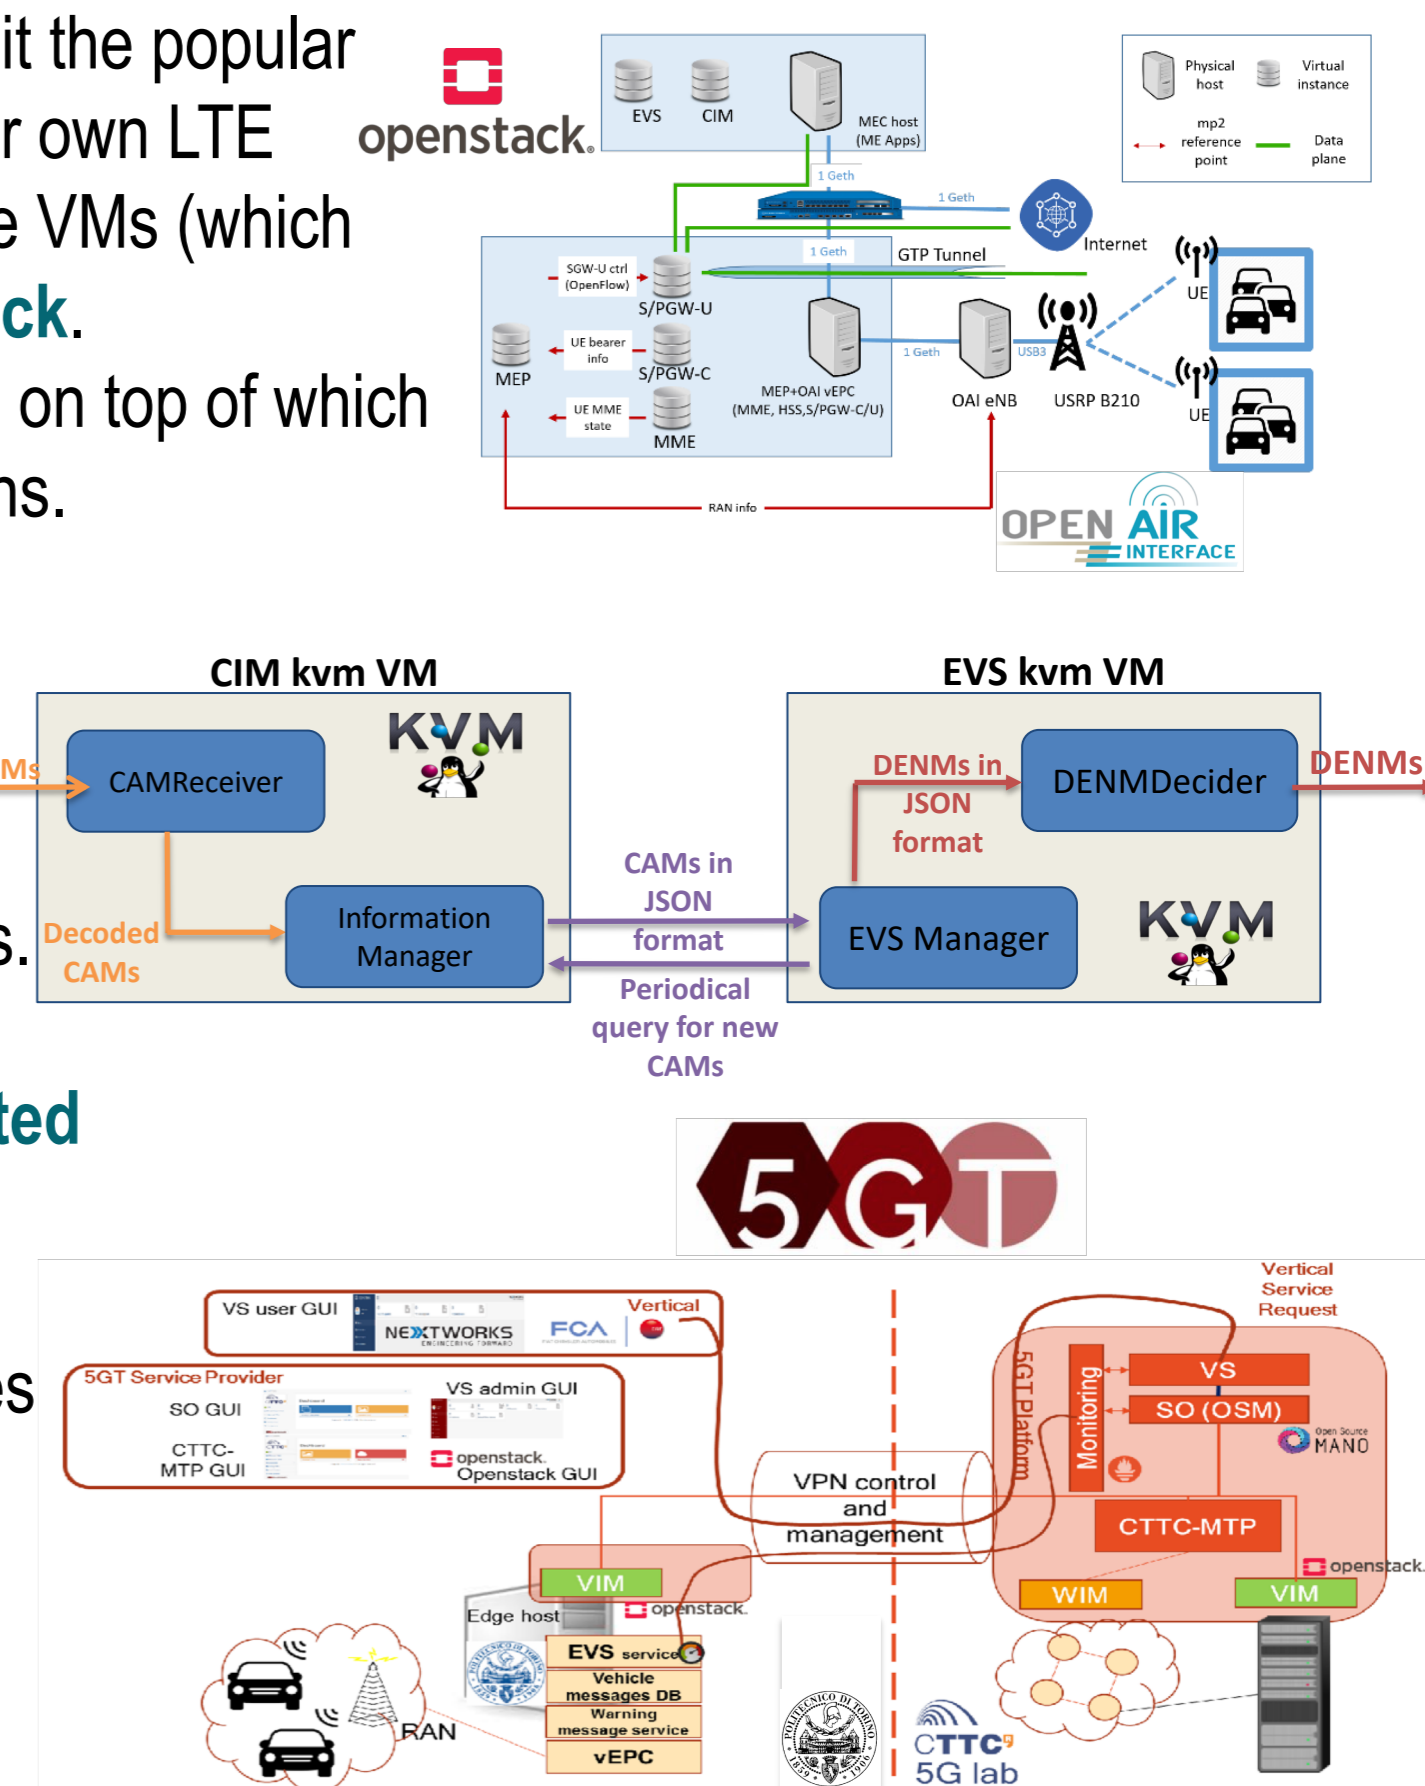 it the popular
r own LTE
e VMs (which
ck.
on top of which
ns.
openstack.
EVS
CIM
MEC host
(ME Apps)
Physical
host
Virtual
instance
mp2
reference
point
Data
plane
1 Geth
1 Geth
Internet
1 Geth
GTP Tunnel
SGW-U ctrl
(OpenFlow)
S/PGW-U
UE
UE bearer
info
S/PGW-C
MEP
1 Geth
USB3
MEP+OAI vEPC
(MME, HSS,S/PGW-C/U)
OAI eNB
USRP B210
UE
UE MME
state
MME
RAN info
OPEN AIR
INTERFACE
CIM kvm VM
EVS kvm VM
KVM
Ms
CAMReceiver
DENMs in
JSON
format
DENMDecider
DENMs
CAMs in
JSON
format
Decoded
CAMs
Information
Manager
EVS Manager
KVM
s.
Periodical
query for new
CAMs
ted
5GT
es
Vertical
Service
Request
VS user GUI
NEXTWORKS
ENGINEERING FORWARD
FCA
Vertical
5GT Service Provider
SO GUI
VS admin GUI
CTTC-
MTP GUI
openstack.
Openstack GUI
5GT Platform
Monitoring
VS
SO (OSM)
Open Source
MANO
VPN control
and
management
CTTC-MTP
openstack.
WIM
VIM
VIM
openstack.
Edge host
EVS service
Vehicle
messages DB
Warning
message service
vEPC
RAN
POLITECNICO DI TORINO
1859
1906
CTTC
5G lab